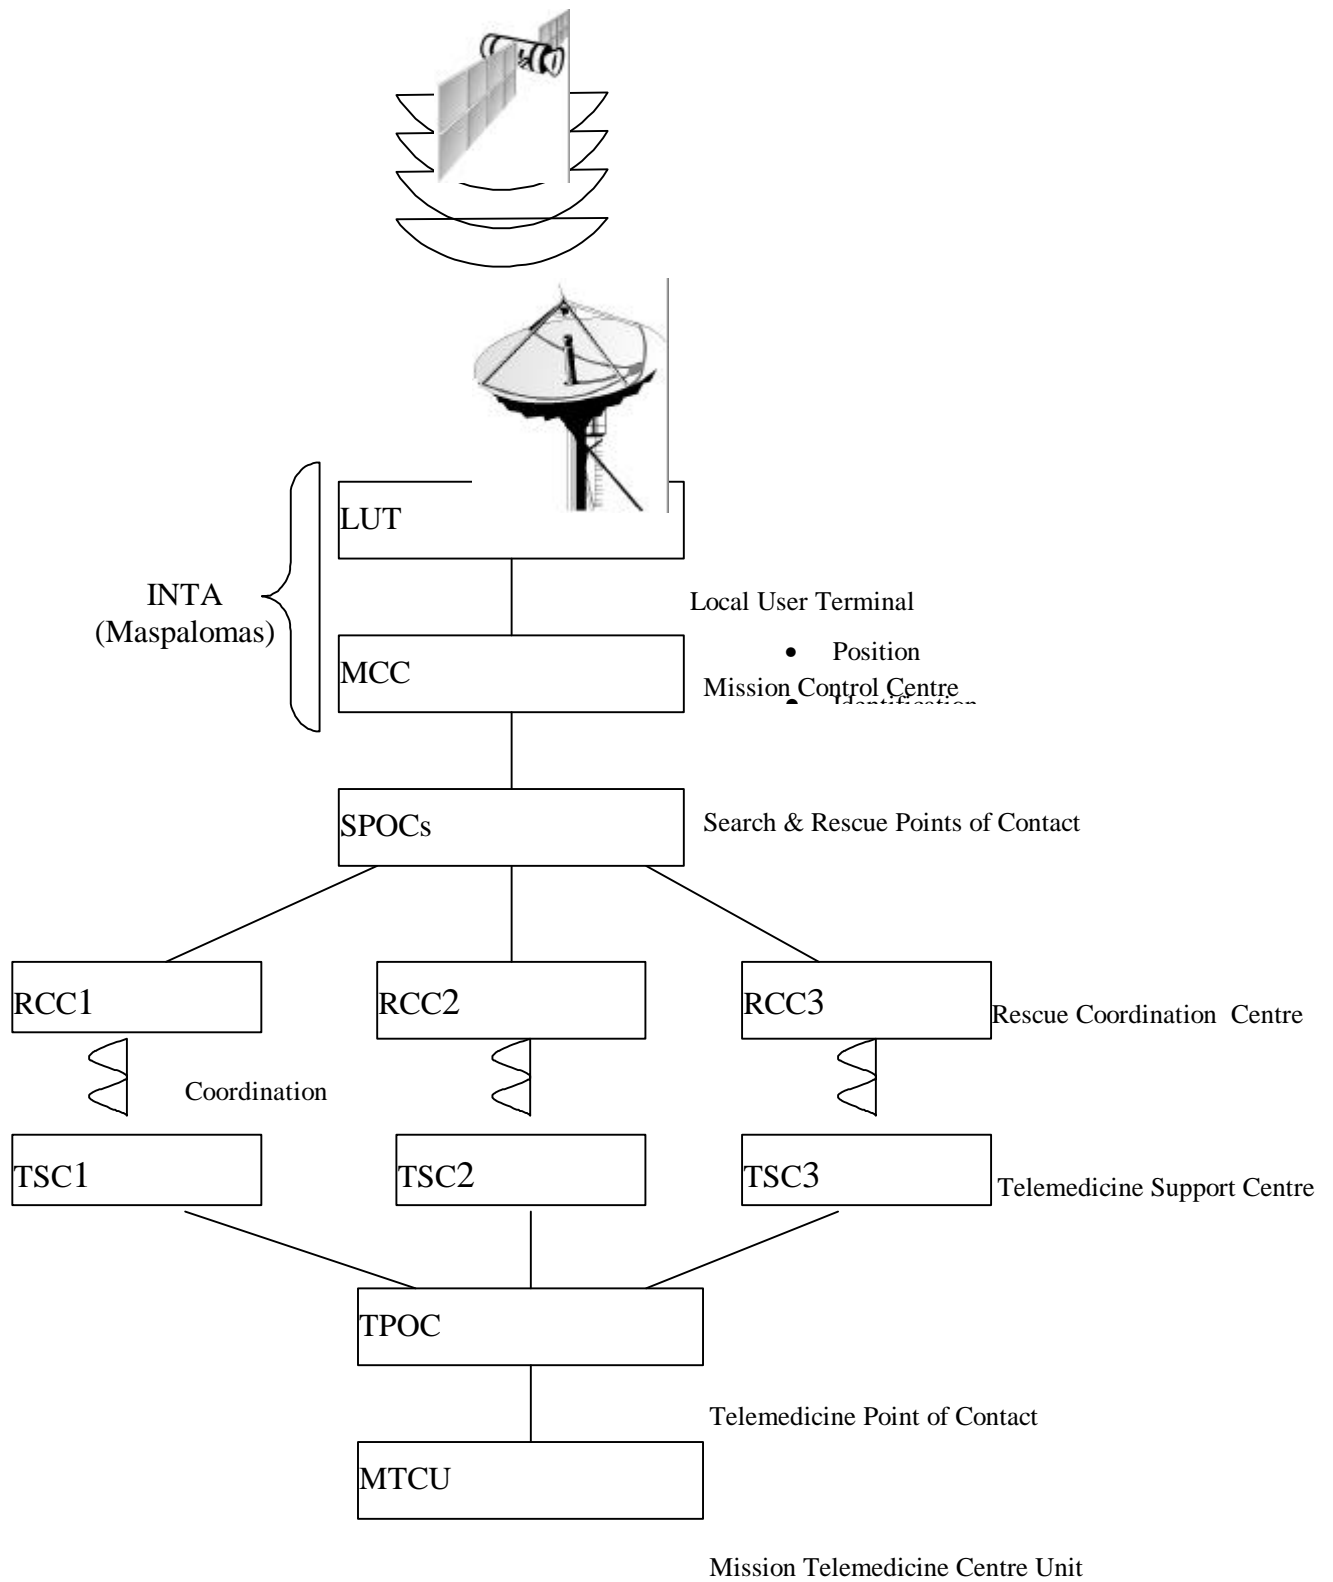 LUT
INTA
(Maspalomas)
Local User Terminal
• Position
MCC
Mission Control Centre
• Identification
SPOCs
Search & Rescue Points of Contact
RCC1
RCC2
RCC3
Rescue Coordination Centre
Coordination
TSC1
TSC2
TSC3
Telemedicine Support Centre
TPOC
Telemedicine Point of Contact
MTCU
Mission Telemedicine Centre Unit